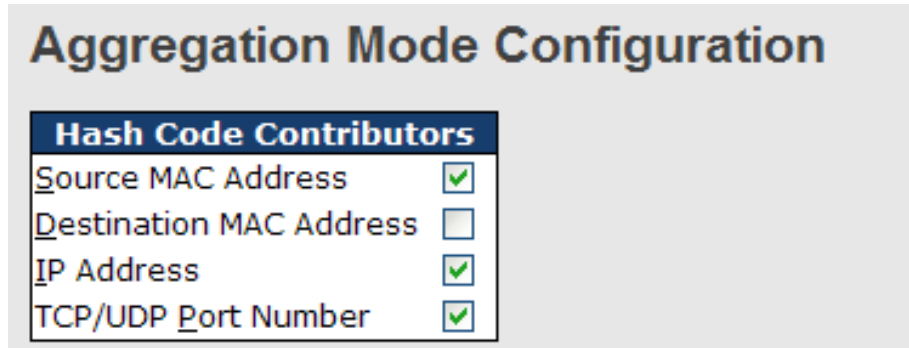 Aggregation Mode Configuration
Hash Code Contributors
Source MAC Address
Destination MAC Address
IP Address
TCP/UDP Port Number